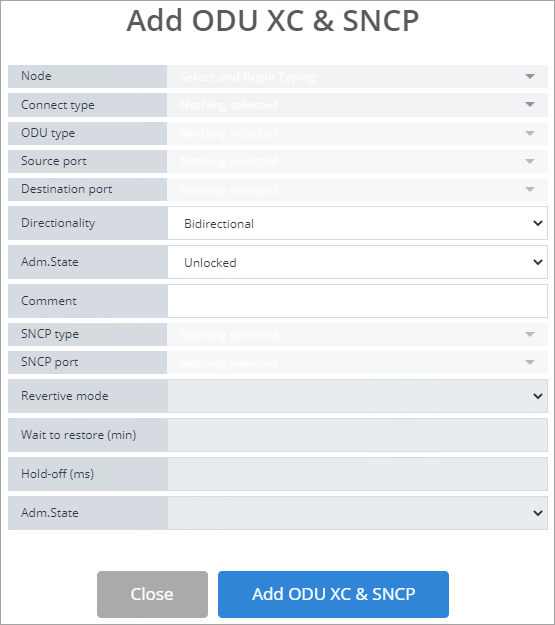 Add ODU XC & SNCP
Node Select and Begin Typing
Connect type Nothing selected
ODU type Nothing selected
Source port Nothing selected
Destination port Nothing selected
Directionality Bidirectional
Adm.State Unlocked
Comment
SNCP type Nothing selected
SNCP port Nothing selected
Revertive mode
Wait to restore (min)
Hold-off (ms)
Adm.State
Close Add ODU XC & SNCP